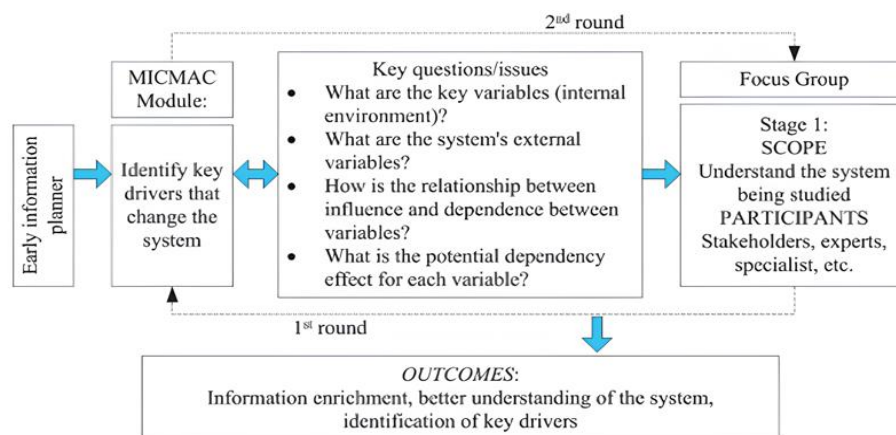 2nd round
MICMAC
Module:
Key questions/issues
Focus Group
Early information
planner
Identify key
drivers that
change the
system
• What are the key variables (internal
environment)?
• What are the system's external
variables?
• How is the relationship between
influence and dependence between
variables?
• What is the potential dependency
effect for each variable?
Stage 1:
SCOPE
Understand the system
being studied
PARTICIPANTS
Stakeholders, experts,
specialist, etc.
1st round
OUTCOMES:
Information enrichment, better understanding of the system,
identification of key drivers